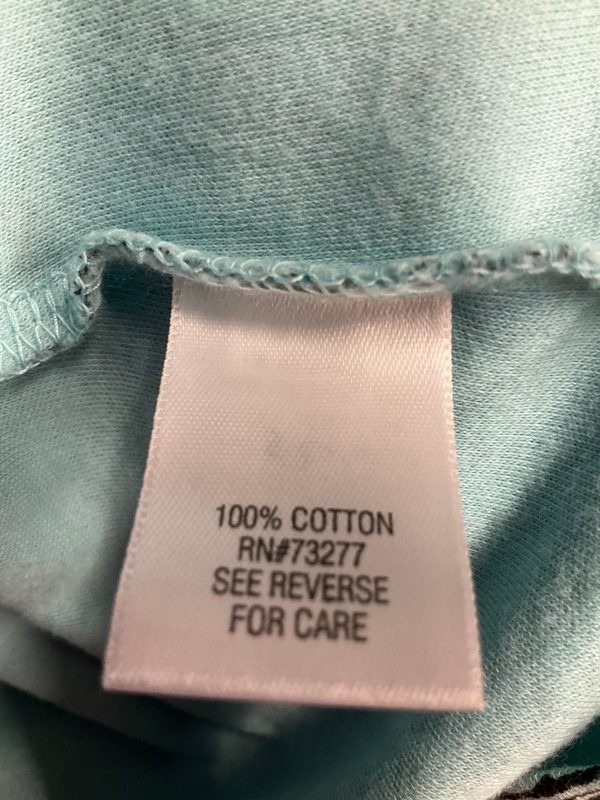 100% COTTON
RN#73277
SEE REVERSE
FOR CARE